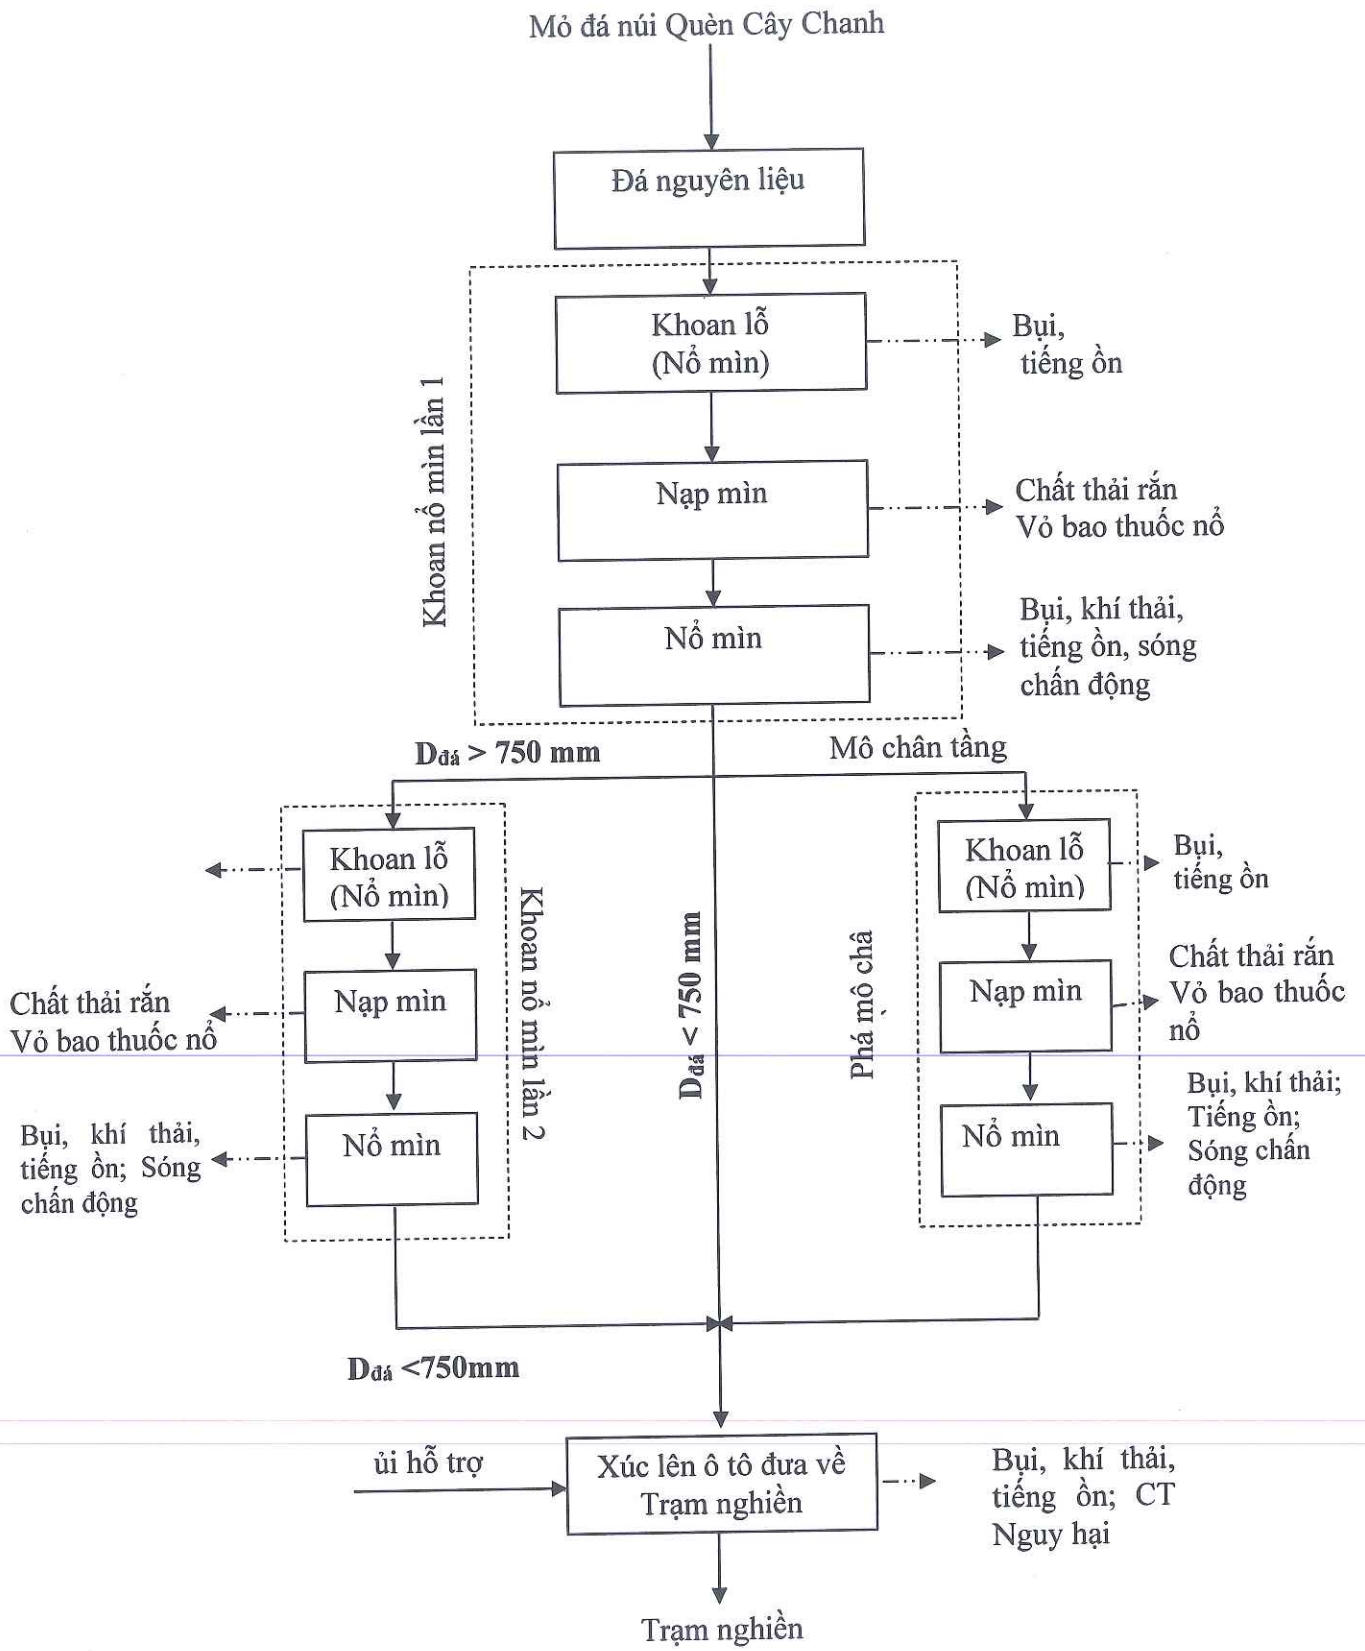 Mỏ đá núi Quèn Cây Chanh
Đá nguyên liệu
Khoan nổ mìn lần 1
Khoan lỗ
(Nổ mìn)
Bụi,
tiếng ồn
Nạp mìn
Chất thải rắn
Vỏ bao thuốc nổ
Nổ mìn
Bụi, khí thải,
tiếng ồn, sóng
chấn động
Dđá > 750 mm
Mô chân tầng
Khoan lỗ
(Nổ mìn)
Nạp mìn
Chất thải rắn
Vỏ bao thuốc nổ
Nổ mìn
Bụi, khí thải,
tiếng ồn; Sóng
chấn động
Khoan nổ mìn lần 2
Dđá < 750 mm
Phá mô châ
Khoan lỗ
(Nổ mìn)
Bụi,
tiếng ồn
Nạp mìn
Chất thải rắn
Vỏ bao thuốc
nổ
Nổ mìn
Bụi, khí thải;
Tiếng ồn;
Sóng chấn
động
Dđá <750mm
ủi hỗ trợ
Xúc lên ô tô đưa về
Trạm nghiền
Bụi, khí thải,
tiếng ồn; CT
Nguy hại
Trạm nghiền